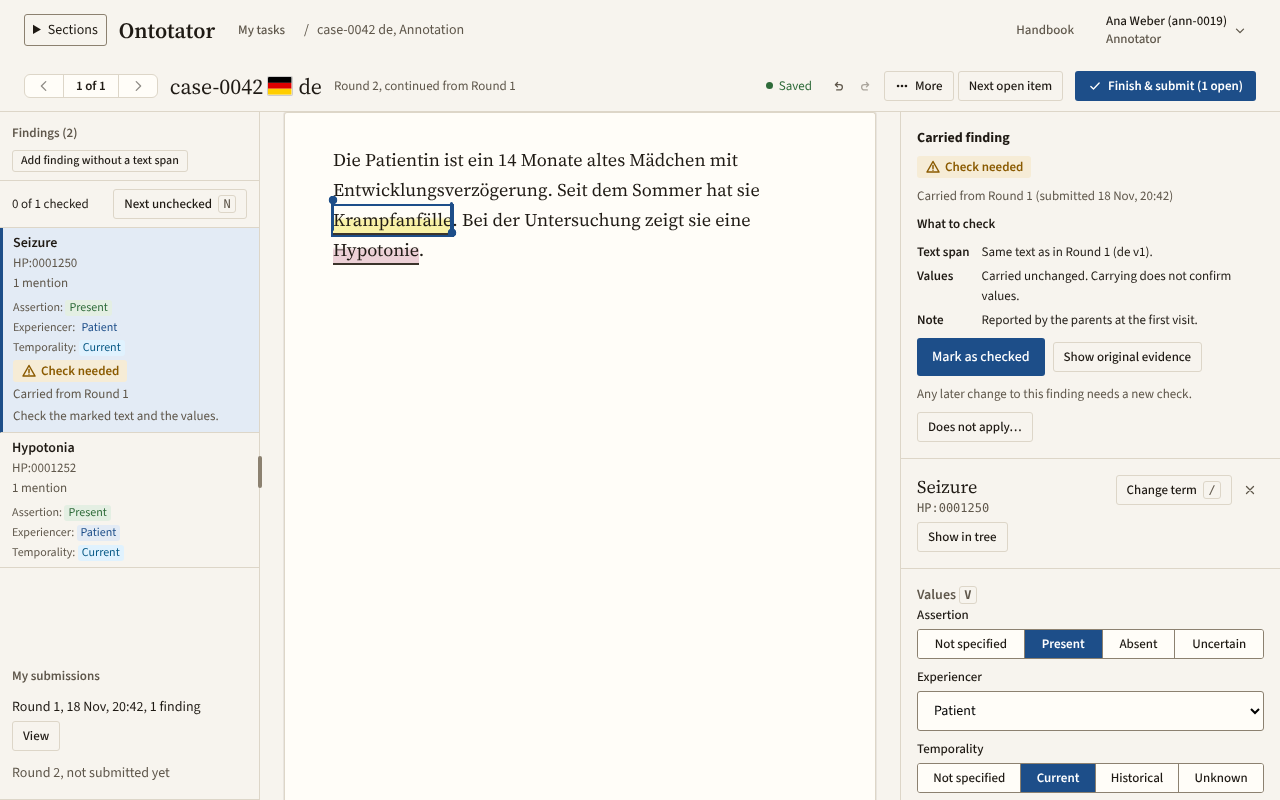 Sections
Ontotator
My tasks / case-0042 de, Annotation
Handbook
Ana Weber (ann-0019)
Annotator
1 of 1
case-0042 de
Round 2, continued from Round 1
Saved
More
Next open item
Finish & submit (1 open)
Findings (2)
Add finding without a text span
0 of 1 checked
Next unchecked N
Seizure
HP:0001250
1 mention
Assertion: Present
Experiencer: Patient
Temporality: Current
Check needed
Carried from Round 1
Check the marked text and the values.
Hypotonia
HP:0001252
1 mention
Assertion: Present
Experiencer: Patient
Temporality: Current
My submissions
Round 1, 18 Nov, 20:42, 1 finding
View
Round 2, not submitted yet
Die Patientin ist ein 14 Monate altes Mädchen mit
Entwicklungsverzögerung. Seit dem Sommer hat sie
Krampfanfälle. Bei der Untersuchung zeigt sie eine
Hypotonie.
Carried finding
Check needed
Carried from Round 1 (submitted 18 Nov, 20:42)
What to check
Text span Same text as in Round 1 (de v1).
Values Carried unchanged. Carrying does not confirm
values.
Note Reported by the parents at the first visit.
Mark as checked
Show original evidence
Any later change to this finding needs a new check.
Does not apply…
Seizure
HP:0001250
Change term /
Show in tree
Values V
Assertion
Not specified Present Absent Uncertain
Experiencer
Patient
Temporality
Not specified Current Historical Unknown